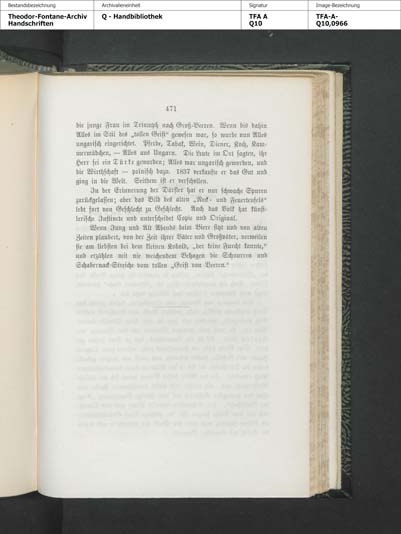 Bestandsbezeichnung
Theodor-Fontane-Archiv
Handschriften
Archivalieneinheit
Q - Handbibliothek
Signatur
TFA A
Q10
Image-Bezeichnung
TFA-A-
Q10,0966
471
die junge Frau im Triumph nach Groß-Beeren. Wenn bis dahin
Alles im Stil des „tollen Geist“ gewesen war, so wurde nun Alles
ungarisch eingerichtet. Pferde, Tabak, Wein, Diener, Koch, Kam-
mermädchen, — Alles aus Ungarn. Die Leute im Ort sagten, ihr
Herr sei ein Türke geworden; Alles war ungarisch geworden, und
die Wirthschaft — polnisch dazu. 1837 verkaufte er das Gut und
ging in die Welt. Seitdem ist er verschollen.
In der Erinnerung der Dörfler hat er nur schwache Spuren
zurückgelassen; aber das Bild des alten „Neck- und Feuerteufels“
lebt fort von Geschlecht zu Geschlecht. Auch das Volk hat künst-
lerische Instincte und unterscheidet Copie und Original.
Wenn Jung und Alt Abends beim Biere sitzt und von alten
Zeiten plaudert, von der Zeit ihrer Väter und Großväter, verweilen
sie am liebsten bei dem kleinen Kobold, „der keine Furcht kannte,“
und erzählen mit nie weichendem Behagen die Schnurren und
Schabernack-Streiche vom tollen „Geist von Beeren.“